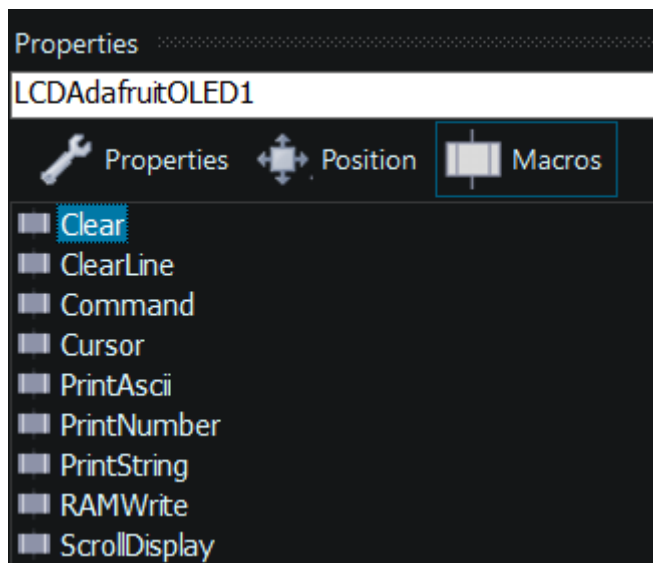 Properties
LCDAdafruitOLED1
Properties Position Macros
Clear
ClearLine
Command
Cursor
PrintAscii
PrintNumber
PrintString
RAMWrite
ScrollDisplay